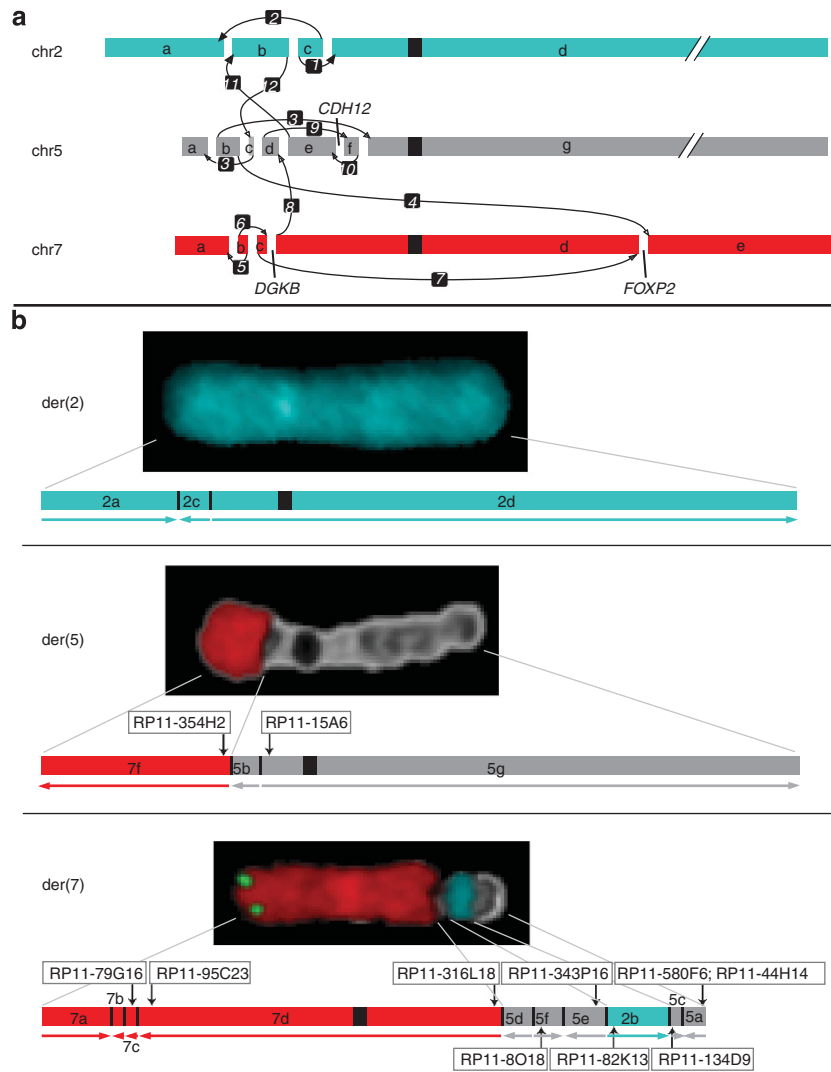 a
2
chr2
a
b
c
d
1
11
12
CDH12
3
9
chr5
a
b
c
d
e
f
g
3
10
8
4
6
chr7
a
b
c
d
e
5
7
DGKB
FOXP2
b
der(2)
2a
2c
2d
der(5)
RP11-354H2
RP11-15A6
7f
5b
5g
der(7)
RP11-79G16
RP11-95C23
RP11-316L18
RP11-343P16
RP11-580F6; RP11-44H14
7b
5c
7a
7d
5d
5f
5e
2b
5a
7c
RP11-8O18
RP11-82K13
RP11-134D9